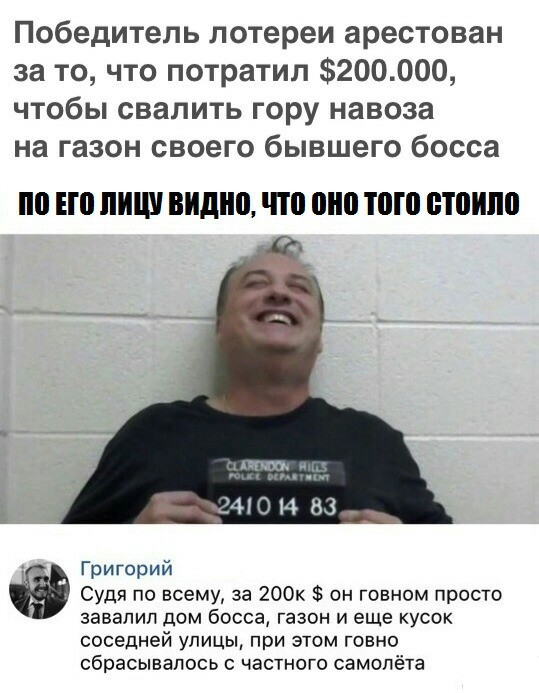 Победитель лотереи арестован
за то, что потратил $200.000,
чтобы свалить гору навоза
на газон своего бывшего босса
ПО ЕГО ЛИЦУ ВИДНО, ЧТО ОНО ТОГО СТОИЛО
CLARENDON HILLS
POLICE DEPARTMENT
2410 14 83
Григорий
Судя по всему, за 200к $ он говном просто
завалил дом босса, газон и еще кусок
соседней улицы, при этом говно
сбрасывалось с частного самолёта